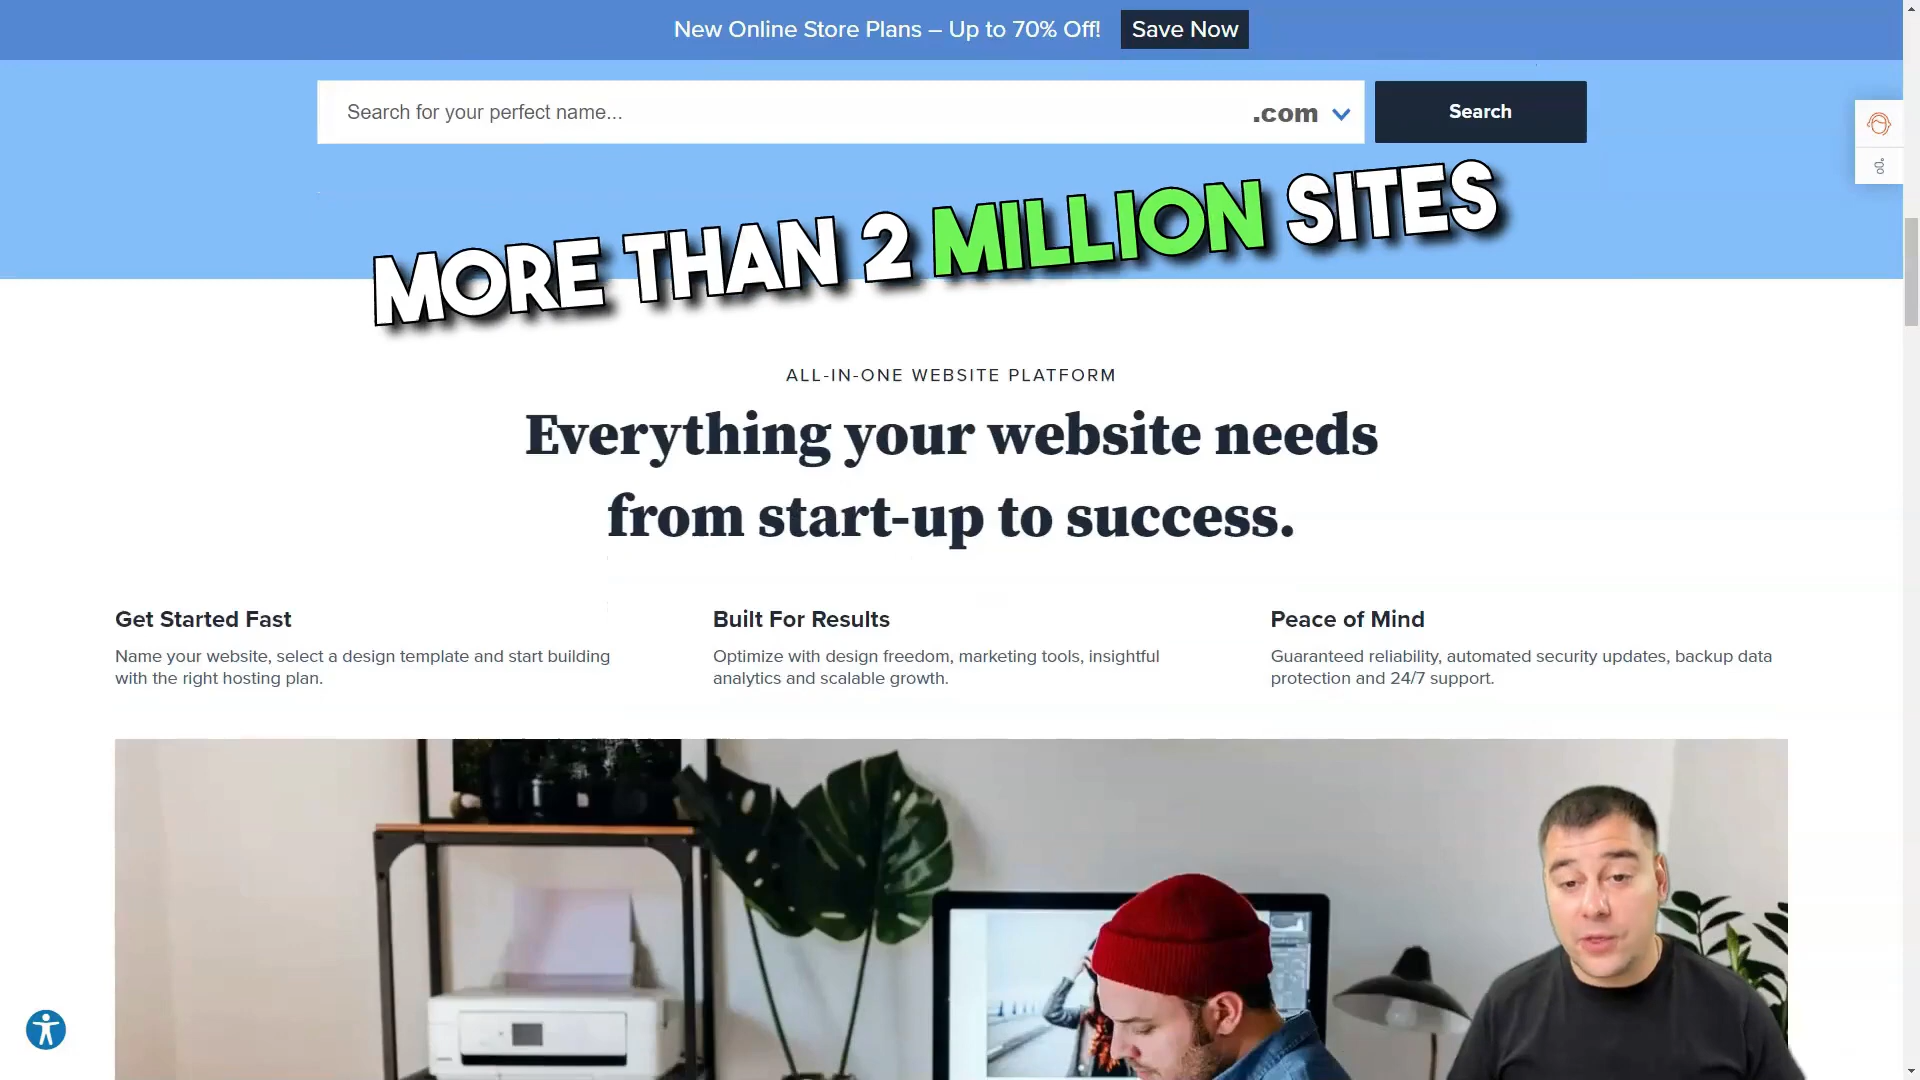 New Online Store Plans – Up to 70% Off! Save Now
Search for your perfect name... .com Search
MORE THAN 2 MILLION SITES
ALL-IN-ONE WEBSITE PLATFORM
Everything your website needs
from start-up to success.
Get Started Fast
Name your website, select a design template and start building
with the right hosting plan.
Built For Results
Optimize with design freedom, marketing tools, insightful
analytics and scalable growth.
Peace of Mind
Guaranteed reliability, automated security updates, backup data
protection and 24/7 support.